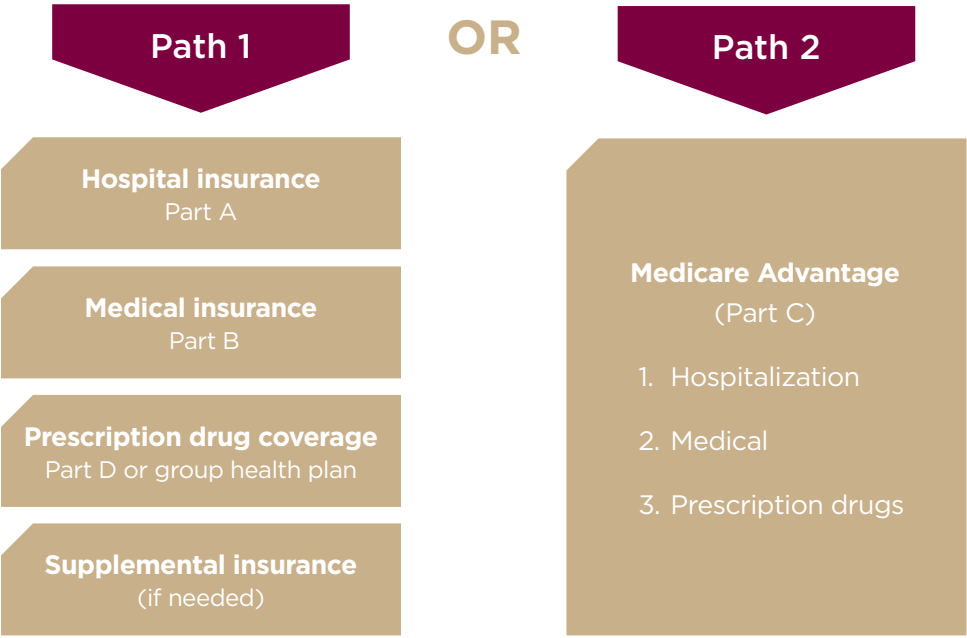 Path 1
OR
Path 2
Hospital insurance
Part A
Medical insurance
Part B
Prescription drug coverage
Part D or group health plan
Supplemental insurance
(if needed)
Medicare Advantage
(Part C)
1. Hospitalization
2. Medical
3. Prescription drugs